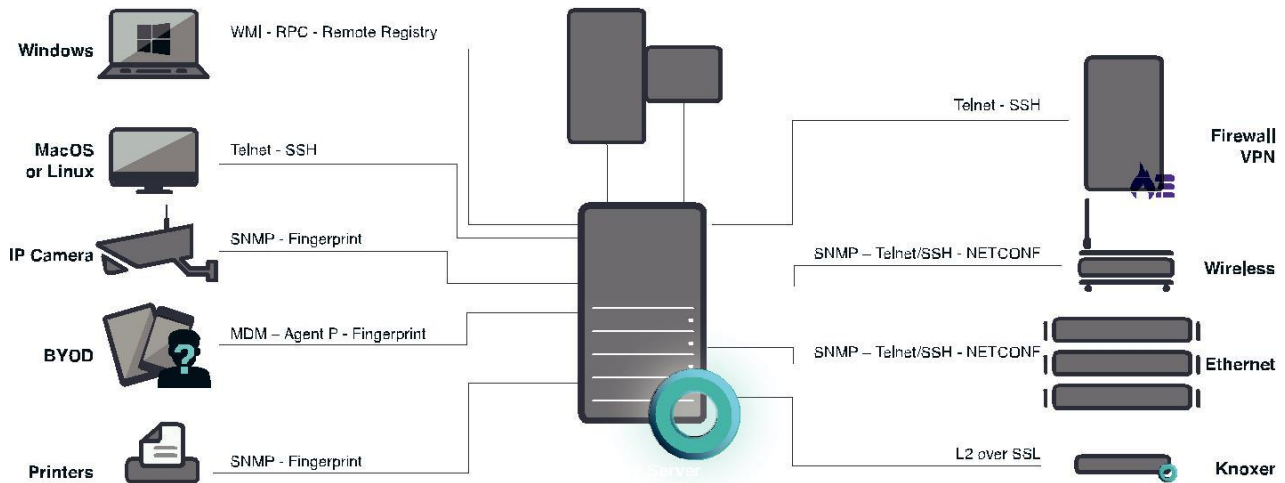 Windows
WMI - RPC - Remote Registry
MacOS
or Linux
Telnet - SSH
IP Camera
SNMP - Fingerprint
BYOD
?
MDM – Agent P - Fingerprint
Printers
SNMP - Fingerprint
Server
Telnet - SSH
Firewall
VPN
SNMP – Telnet/SSH - NETCONF
Wireless
SNMP – Telnet/SSH - NETCONF
Ethernet
L2 over SSL
Knoxer